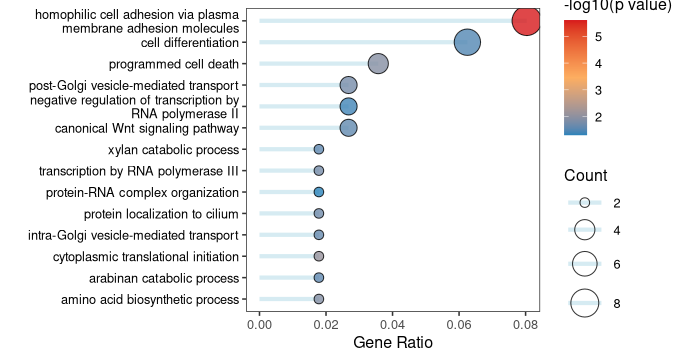 homophilic cell adhesion via plasma
membrane adhesion molecules
cell differentiation
programmed cell death
post-Golgi vesicle-mediated transport
negative regulation of transcription by
RNA polymerase II
canonical Wnt signaling pathway
xylan catabolic process
transcription by RNA polymerase III
protein-RNA complex organization
protein localization to cilium
intra-Golgi vesicle-mediated transport
cytoplasmic translational initiation
arabinan catabolic process
amino acid biosynthetic process
0.00 0.02 0.04 0.06 0.08
Gene Ratio
-log10(p value)
5
4
3
2
Count
2
4
6
8